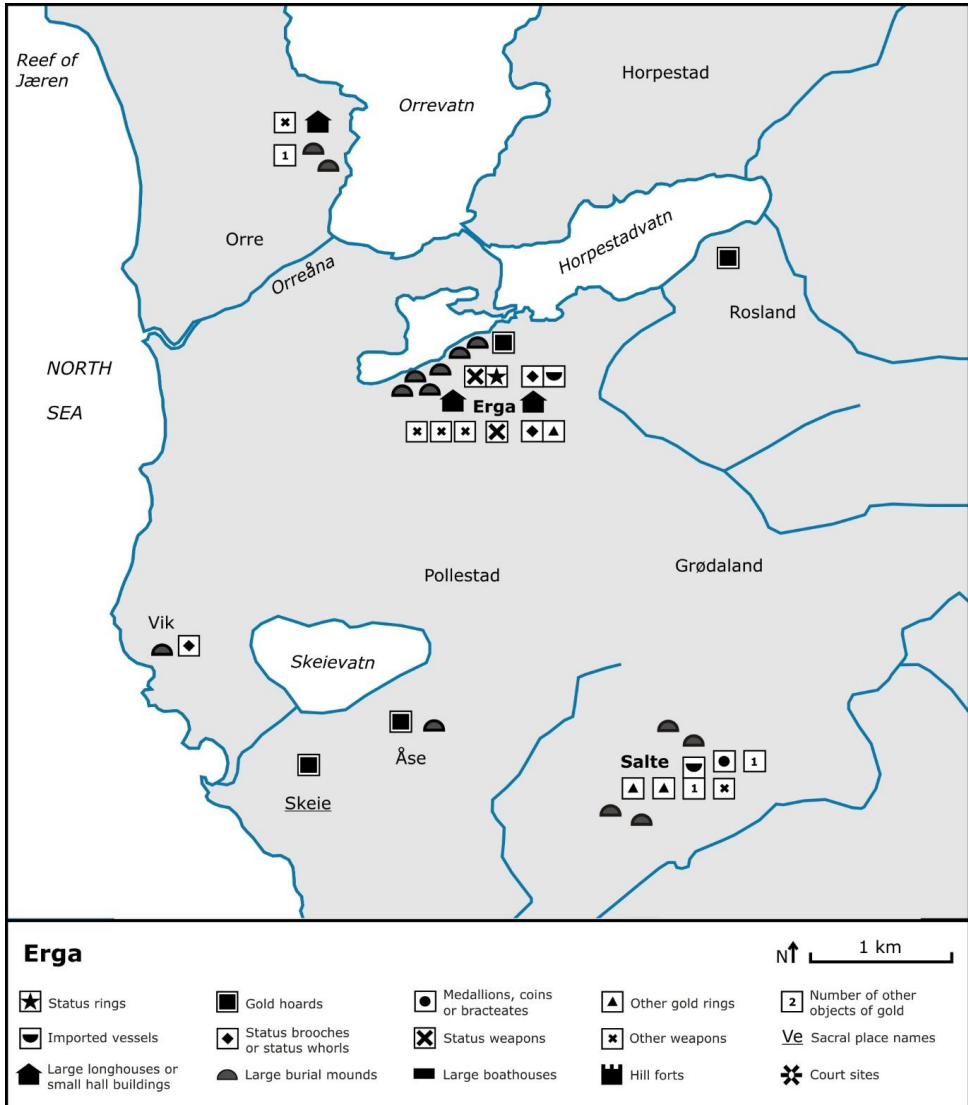 Reef of
Jæren
Orrevatn
Horpestad
1
Orre
Orreåna
Horpestadvatn
Rosland
NORTH
SEA
Erga
Pollestad
Grødaland
Vik
Skeievatn
Åse
Salte
1
1
Skeie
Erga
N
1 km
Status rings
Gold hoards
Medallions, coins
or bracteates
Other gold rings
2
Number of other
objects of gold
Imported vessels
Status brooches
or status whorls
Status weapons
Other weapons
Ve
Sacral place names
Large longhouses or
small hall buildings
Large burial mounds
Large boathouses
Hill forts
Court sites